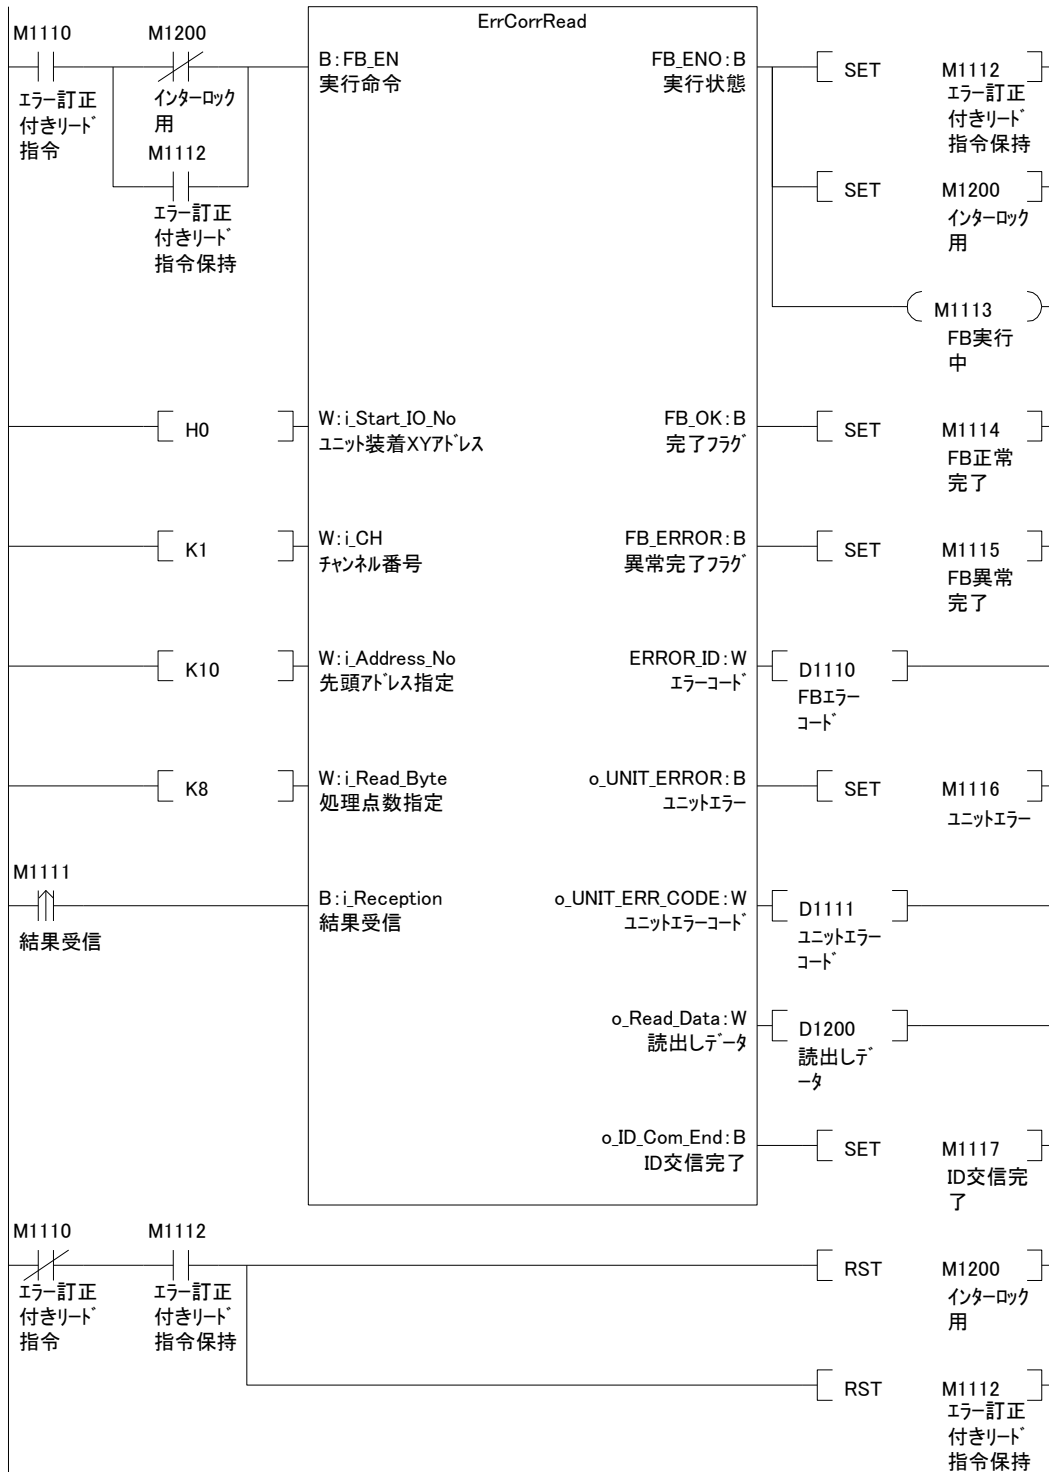 ErrCorrRead
M1110
M1200
B:FB_EN
実行命令
FB_ENO:B
実行状態
SET M1112
エラー訂正
付きリード
指令保持
エラー訂正
付きリード
指令
インターロック
用
M1112
エラー訂正
付きリード
指令保持
SET M1200
インターロック
用
M1113
FB実行
中
H0
W:i_Start_IO_No
ユニット装着XYアドレス
FB_OK:B
完了フラグ
SET M1114
FB正常
完了
K1
W:i_CH
チャンネル番号
FB_ERROR:B
異常完了フラグ
SET M1115
FB異常
完了
K10
W:i_Address_No
先頭アドレス指定
ERROR_ID:W
エラーコード
D1110
FBエラー
コード
K8
W:i_Read_Byte
処理点数指定
o_UNIT_ERROR:B
ユニットエラー
SET M1116
ユニットエラー
M1111
結果受信
B:i_Reception
結果受信
o_UNIT_ERR_CODE:W
ユニットエラーコード
D1111
ユニットエラー
コード
o_Read_Data:W
読出しデータ
D1200
読出しデ
ータ
o_ID_Com_End:B
ID交信完了
SET M1117
ID交信完
了
M1110
エラー訂正
付きリード
指令
M1112
エラー訂正
付きリード
指令保持
RST M1200
インターロック
用
RST M1112
エラー訂正
付きリード
指令保持